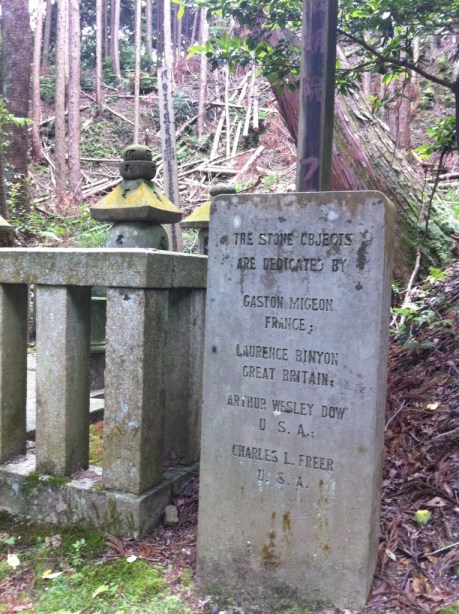 THE STONE OBJECTS
ARE DEDICATED BY
GASTON MIGEON
FRANCE;
LAURENCE BINYON
GREAT BRITAIN;
ARTHUR WESLEY DOW
U. S. A.;
CHARLES L. FREER
U. S. A.